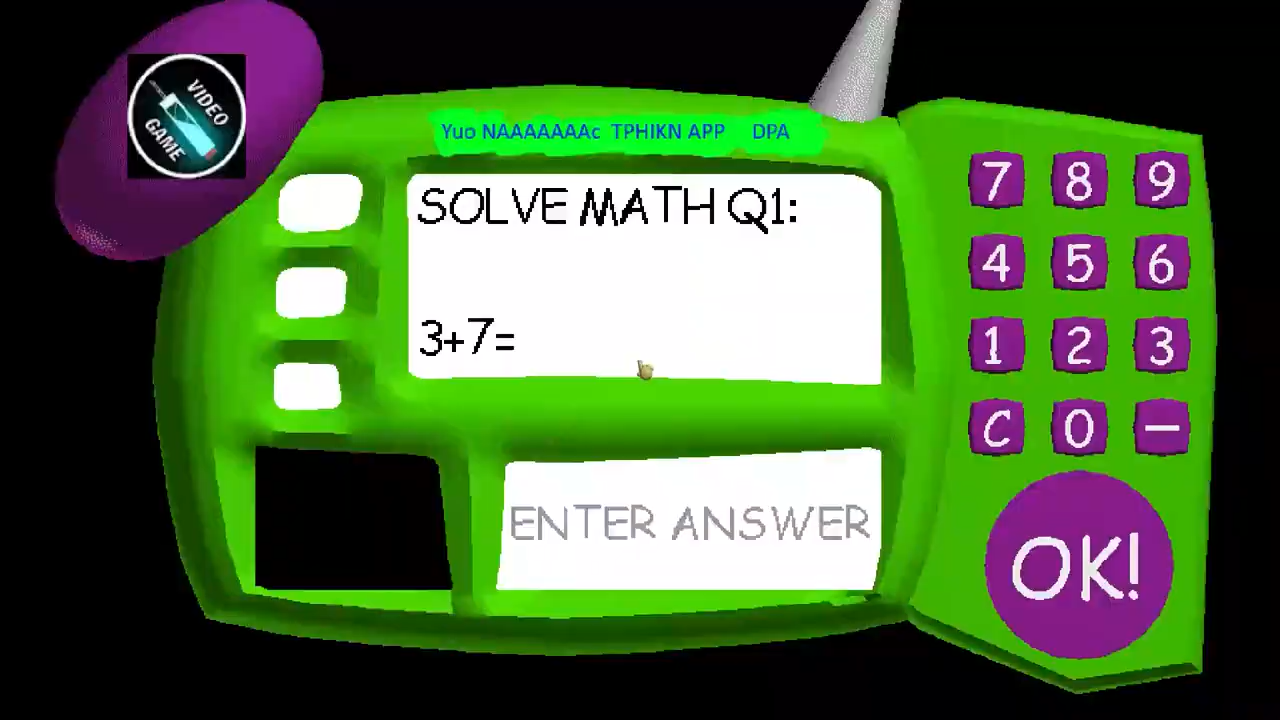 VIDEO
GAME
Yuo NAAAAAAAc TPHIKN APP DPA
SOLVE MATH Q1:
3+7=
ENTER ANSWER
7 8 9
4 5 6
1 2 3
C 0 —
OK!